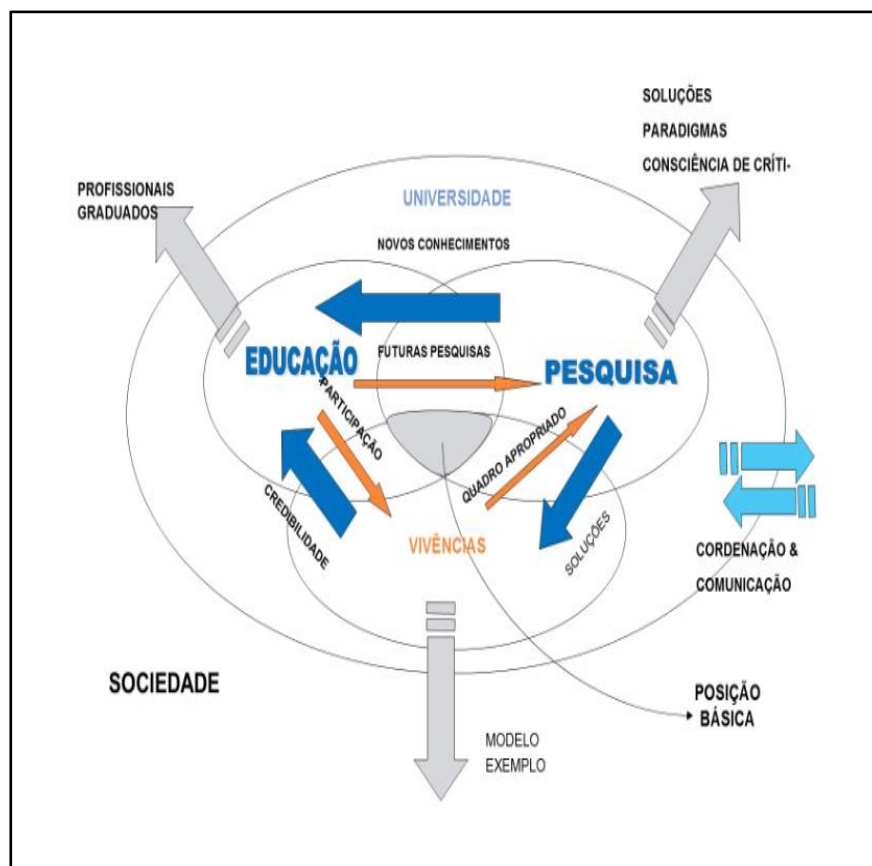 SOLUÇÕES
PARADIGMAS
CONSCIÊNCIA DE CRÍTI-
PROFISSIONAIS
GRADUADOS
UNIVERSIDADE
NOVOS CONHECIMENTOS
EDUCAÇÃO
FUTURAS PESQUISAS
PESQUISA
PARTICIPAÇÃO
QUADRO APROPRIADO
CREDIBILIDADE
VIVÊNCIAS
SOLUÇÕES
CORDENAÇÃO &
COMUNICAÇÃO
SOCIEDADE
POSIÇÃO
BÁSICA
MODELO
EXEMPLO